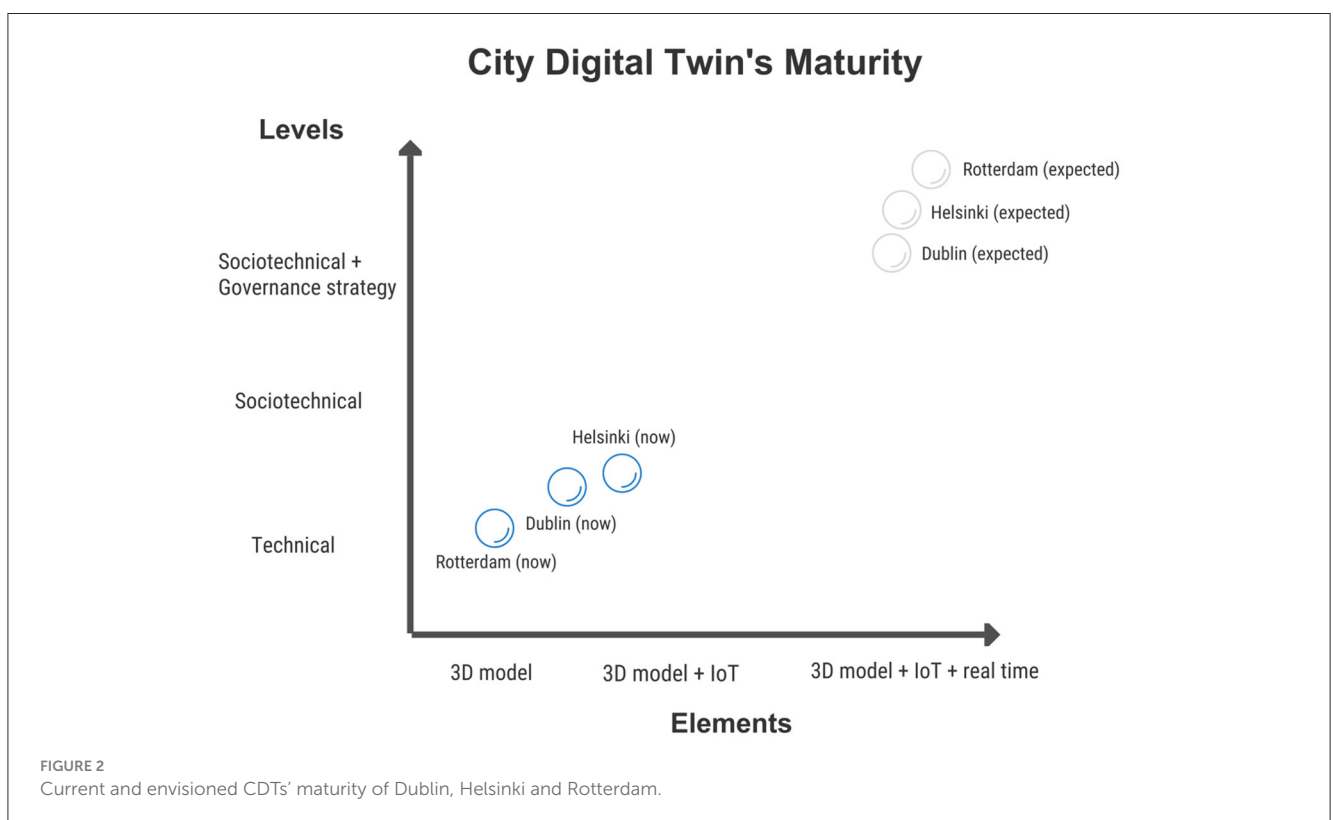 City Digital Twin's Maturity
Levels
Rotterdam (expected)
Helsinki (expected)
Dublin (expected)
Sociotechnical +
Governance strategy
Sociotechnical
Helsinki (now)
Dublin (now)
Technical
Rotterdam (now)
3D model
3D model + IoT
3D model + IoT + real time
Elements
FIGURE 2
Current and envisioned CDTs’ maturity of Dublin, Helsinki and Rotterdam.